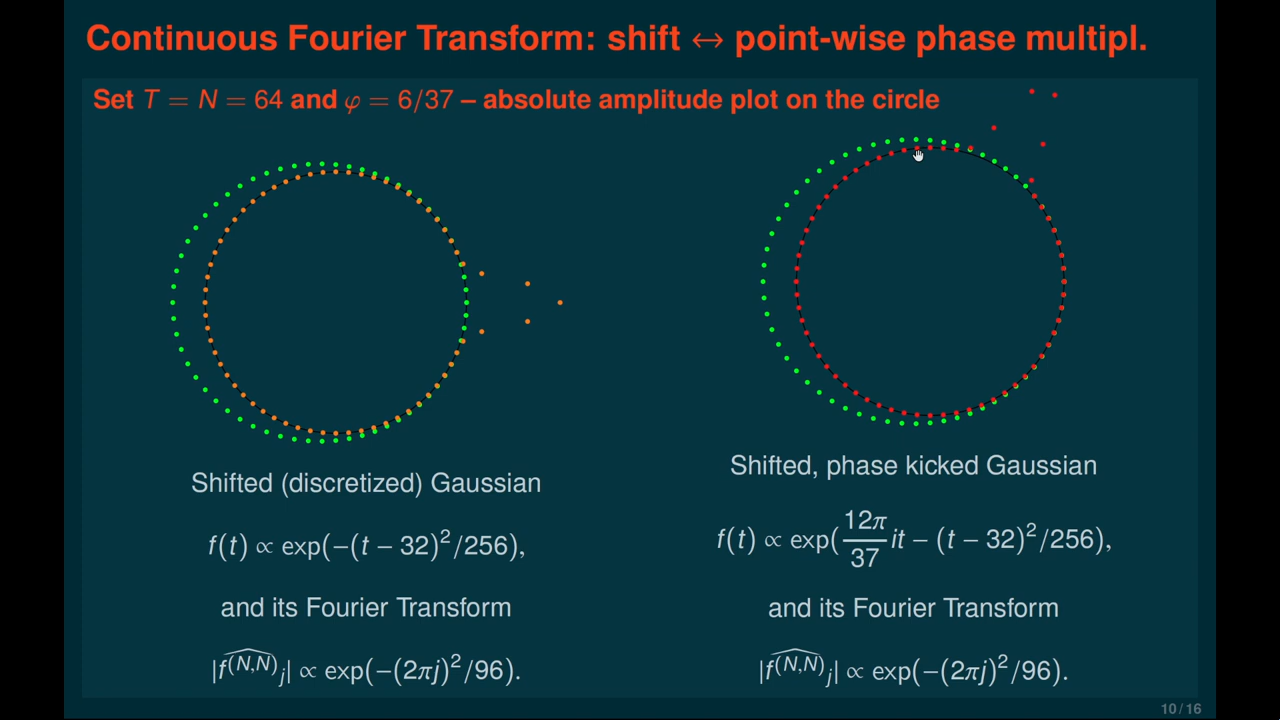 Continuous Fourier Transform: shift ↔ point-wise phase multipl.
Set T = N = 64 and φ = 6/37 – absolute amplitude plot on the circle
Shifted (discretized) Gaussian
f(t) ∝ exp(−(t − 32)²/256),
and its Fourier Transform
|\widehat{f^{(N,N)}}_j| ∝ exp(−(2πj)²/96).
Shifted, phase kicked Gaussian
f(t) ∝ exp(\frac{12π}{37}it − (t − 32)²/256),
and its Fourier Transform
|\widehat{f^{(N,N)}}_j| ∝ exp(−(2πj)²/96).
10 / 16